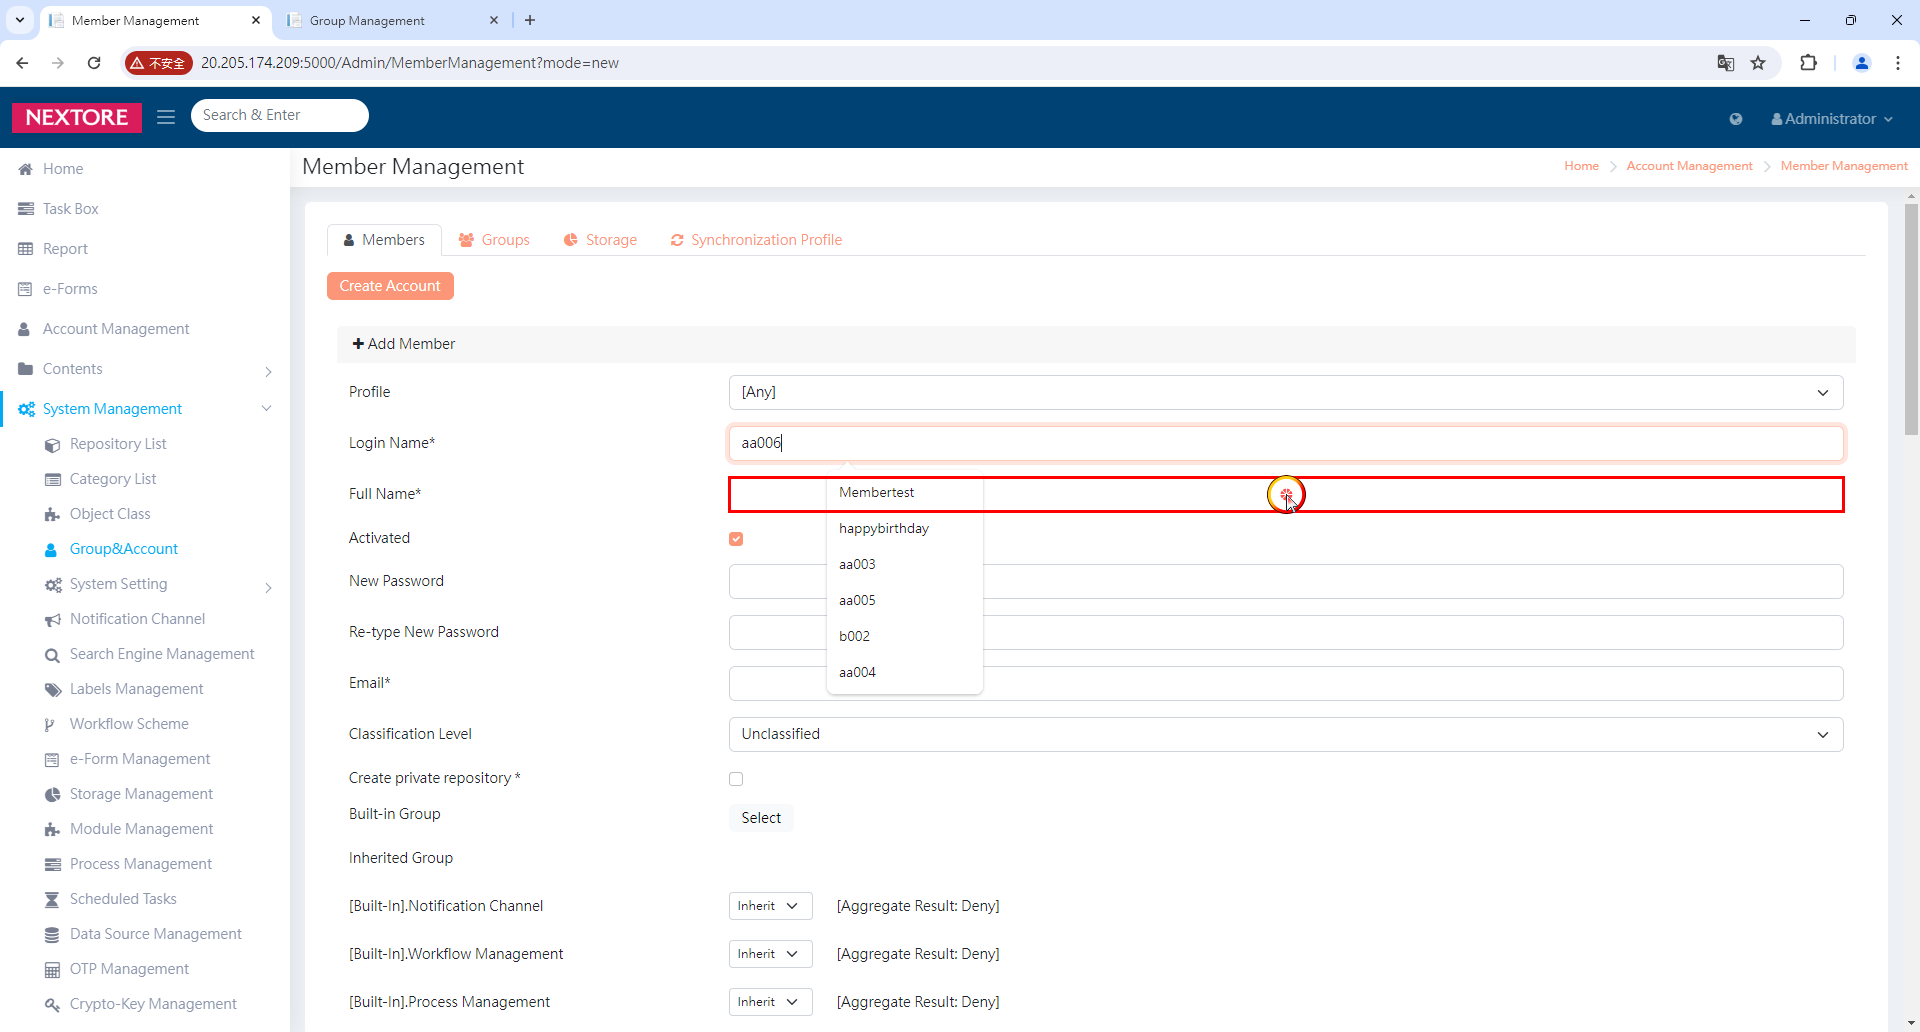 Member Management
Group Management
不安全
20.205.174.209:5000/Admin/MemberManagement?mode=new
NEXTORE
Search & Enter
Administrator
Home
Task Box
Report
e-Forms
Account Management
Contents
System Management
Repository List
Category List
Object Class
Group&Account
System Setting
Notification Channel
Search Engine Management
Labels Management
Workflow Scheme
e-Form Management
Storage Management
Module Management
Process Management
Scheduled Tasks
Data Source Management
OTP Management
Crypto-Key Management
Member Management
Home > Account Management > Member Management
Members
Groups
Storage
Synchronization Profile
Create Account
Add Member
Profile
[Any]
Login Name*
aa006
Full Name*
Membertest
happybirthday
aa003
aa005
b002
aa004
Activated
New Password
Re-type New Password
Email*
Classification Level
Unclassified
Create private repository *
Built-in Group
Select
Inherited Group
[Built-In].Notification Channel
Inherit
[Aggregate Result: Deny]
[Built-In].Workflow Management
Inherit
[Aggregate Result: Deny]
[Built-In].Process Management
Inherit
[Aggregate Result: Deny]